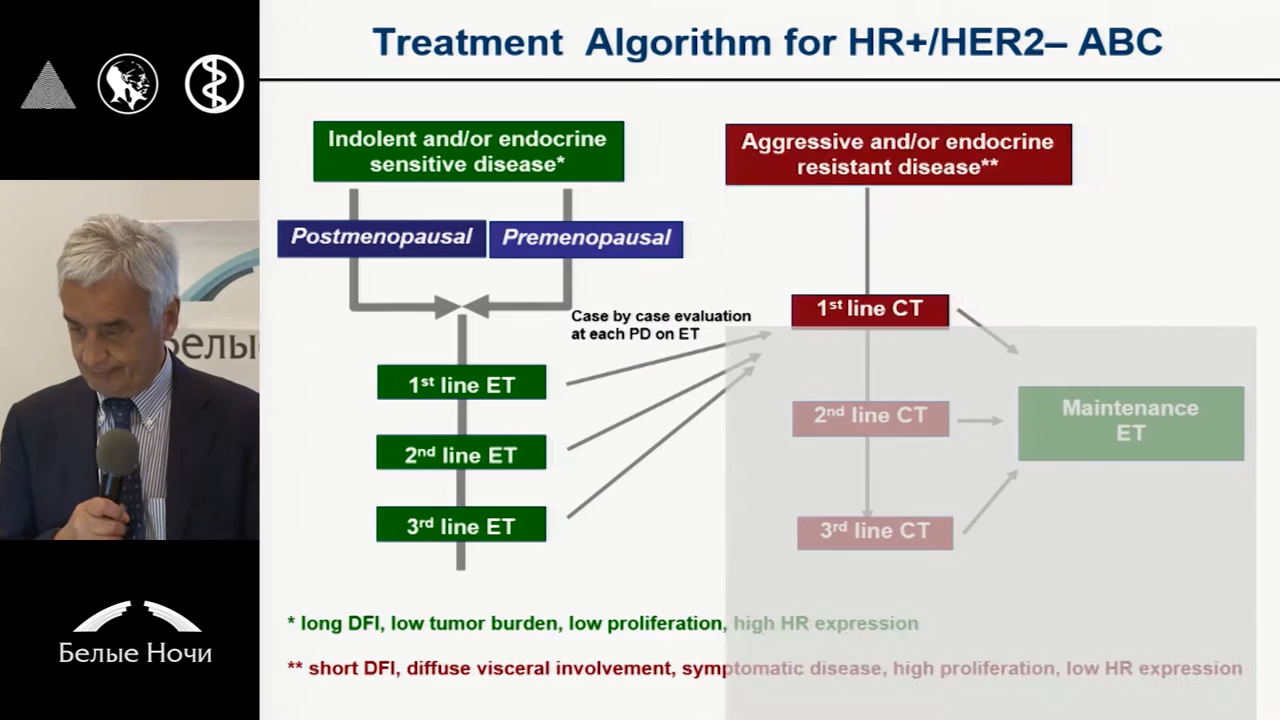 Treatment Algorithm for HR+/HER2– ABC
Indolent and/or endocrine
sensitive disease*
Aggressive and/or endocrine
resistant disease**
Postmenopausal
Premenopausal
Case by case evaluation
at each PD on ET
1st line ET
2nd line ET
3rd line ET
1st line CT
2nd line CT
3rd line CT
Maintenance
ET
* long DFI, low tumor burden, low proliferation, high HR expression
** short DFI, diffuse visceral involvement, symptomatic disease, high proliferation, low HR expression
Белые
Белые Ночи